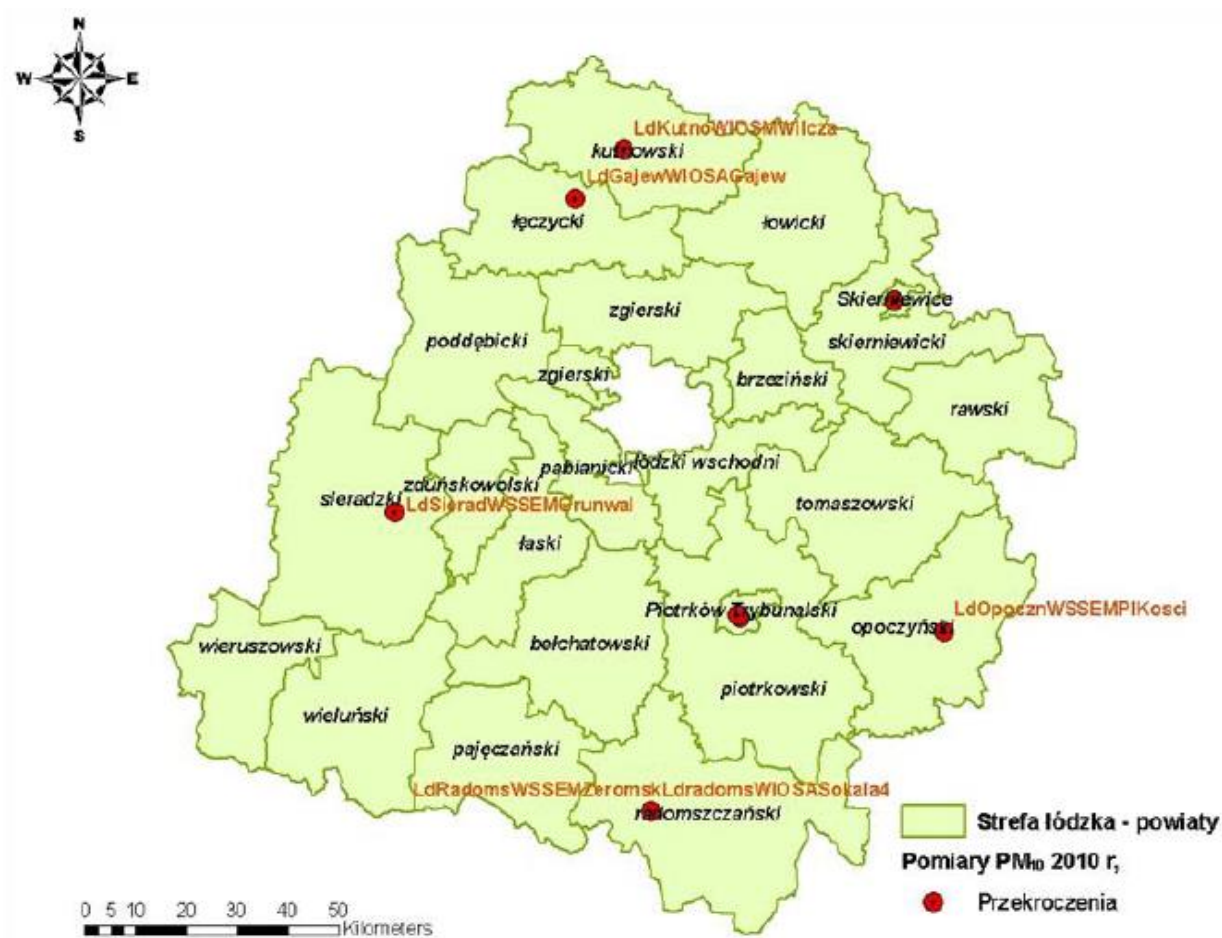 N
W E
S
LdKutnoWIOSMWilcza
kutnowski
LdGajewWIOSAGajew
łęczycki
łowicki
Skierniewice
zgierski
skierniewicki
poddębicki
zgierski
brzeziński
rawski
pabianicki
łódzki wschodni
zduńskowolski
sieradzki
LdSieradWSSEMGrunwal
tomaszowski
łaski
Piotrków Trybunalski
LdOpocznWSSEMPlKosci
opoczyński
wieruszowski
bełchatowski
piotrkowski
wieluński
pajęczański
LdRadomsWSSEMZeromskLdradomsWIOSASokala4
radomszczański
Strefa łódzka - powiaty
Pomiary PM₁₀ 2010 r,
Przekroczenia
0 5 10 20 30 40 50
Kilometers